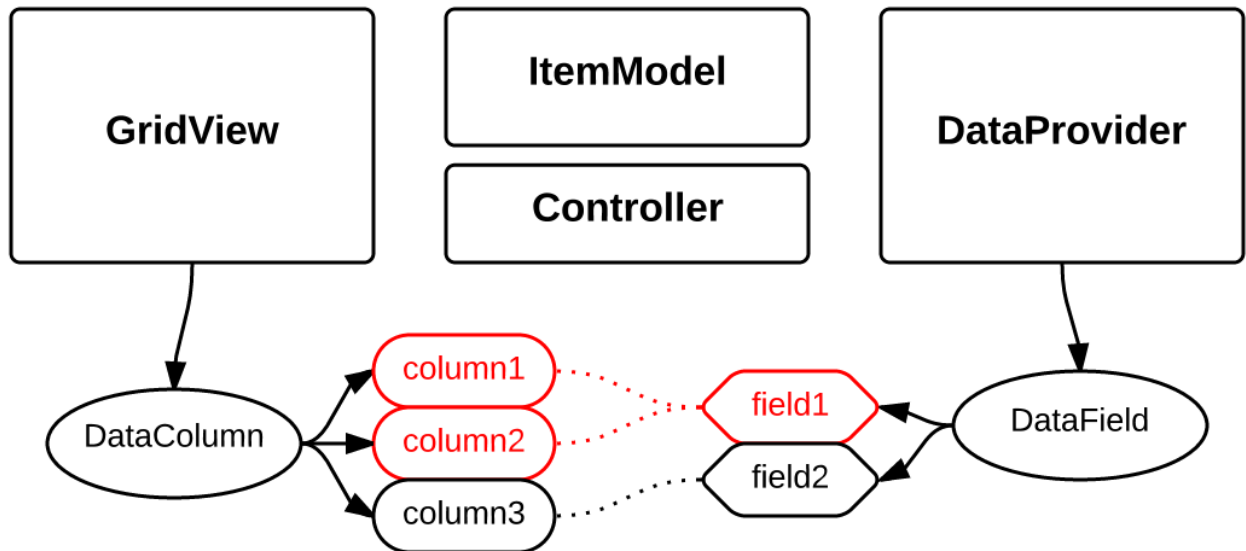 GridView
ItemModel
Controller
DataProvider
DataColumn
column1
column2
column3
field1
field2
DataField